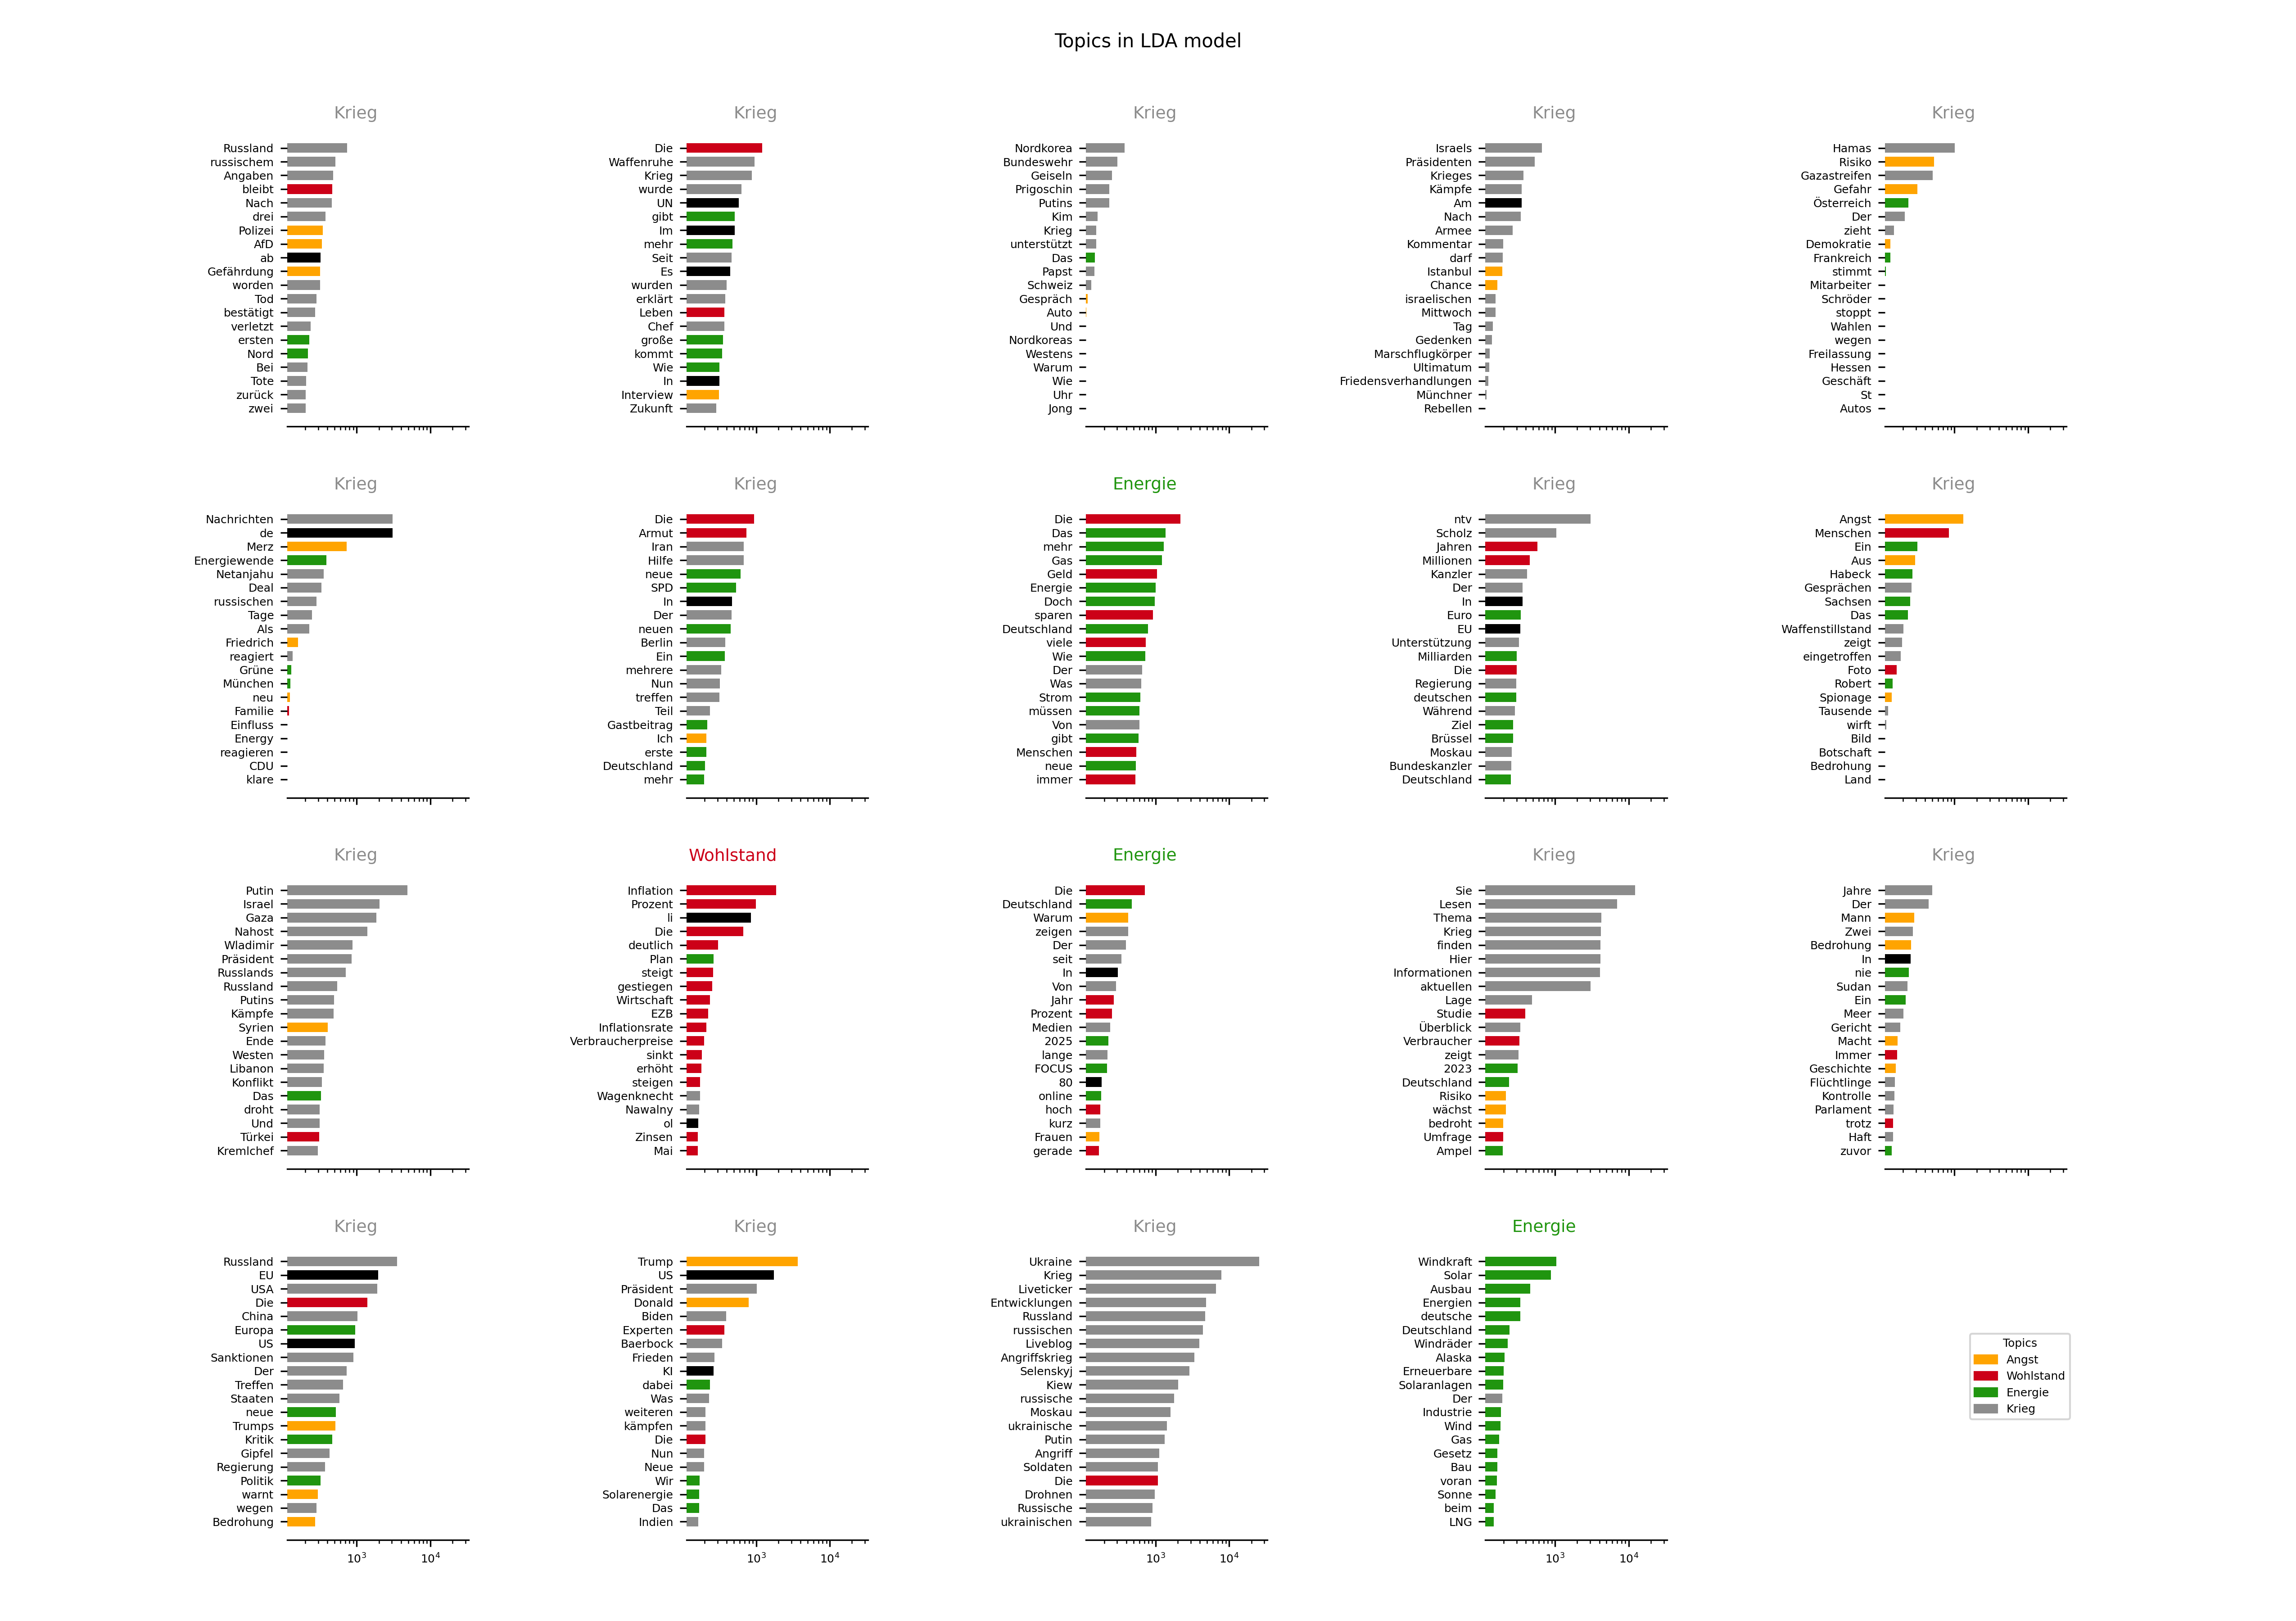 Topics in LDA model
Krieg
Russland
russischem
Angaben
bleibt
Nach
drei
Polizei
AfD
ab
Gefährdung
worden
Tod
bestätigt
verletzt
ersten
Nord
Bei
Tote
zurück
zwei
Krieg
Die
Waffenruhe
Krieg
wurde
UN
gibt
Im
mehr
Seit
Es
wurden
erklärt
Leben
Chef
große
kommt
Wie
In
Interview
Zukunft
Krieg
Nordkorea
Bundeswehr
Geiseln
Prigoschin
Putins
Kim
Krieg
unterstützt
Das
Papst
Schweiz
Gespräch
Auto
Und
Nordkoreas
Westens
Warum
Wie
Uhr
Jong
Krieg
Israels
Präsidenten
Krieges
Kämpfe
Am
Nach
Armee
Kommentar
darf
Istanbul
Chance
israelischen
Mittwoch
Tag
Gedenken
Marschflugkörper
Ultimatum
Friedensverhandlungen
Münchner
Rebellen
Krieg
Hamas
Risiko
Gazastreifen
Gefahr
Österreich
Der
zieht
Demokratie
Frankreich
stimmt
Mitarbeiter
Schröder
stoppt
Wahlen
wegen
Freilassung
Hessen
Geschäft
St
Autos
Krieg
Nachrichten
de
Merz
Energiewende
Netanjahu
Deal
russischen
Tage
Als
Friedrich
reagiert
Grüne
München
neu
Familie
Einfluss
Energy
reagieren
CDU
klare
Krieg
Die
Armut
Iran
Hilfe
neue
SPD
In
Der
neuen
Berlin
Ein
mehrere
Nun
treffen
Teil
Gastbeitrag
Ich
erste
Deutschland
mehr
Energie
Die
Das
mehr
Gas
Geld
Energie
Doch
sparen
Deutschland
viele
Wie
Der
Was
Strom
müssen
Von
gibt
Menschen
neue
immer
Krieg
ntv
Scholz
Jahren
Millionen
Kanzler
Der
In
Euro
EU
Unterstützung
Milliarden
Die
Regierung
deutschen
Während
Ziel
Brüssel
Moskau
Bundeskanzler
Deutschland
Krieg
Angst
Menschen
Ein
Aus
Habeck
Gesprächen
Sachsen
Das
Waffenstillstand
zeigt
eingetroffen
Foto
Robert
Spionage
Tausende
wirft
Bild
Botschaft
Bedrohung
Land
Krieg
Putin
Israel
Gaza
Nahost
Wladimir
Präsident
Russlands
Russland
Putins
Kämpfe
Syrien
Ende
Westen
Libanon
Konflikt
Das
droht
Und
Türkei
Kremlchef
Wohlstand
Inflation
Prozent
li
Die
deutlich
Plan
steigt
gestiegen
Wirtschaft
EZB
Inflationsrate
Verbraucherpreise
sinkt
erhöht
steigen
Wagenknecht
Nawalny
ol
Zinsen
Mai
Energie
Die
Deutschland
Warum
zeigen
Der
seit
In
Von
Jahr
Prozent
Medien
2025
lange
FOCUS
80
online
hoch
kurz
Frauen
gerade
Krieg
Sie
Lesen
Thema
Krieg
finden
Hier
Informationen
aktuellen
Lage
Studie
Überblick
Verbraucher
zeigt
2023
Deutschland
Risiko
wächst
bedroht
Umfrage
Ampel
Krieg
Jahre
Der
Mann
Zwei
Bedrohung
In
nie
Sudan
Ein
Meer
Gericht
Macht
Immer
Geschichte
Flüchtlinge
Kontrolle
Parlament
trotz
Haft
zuvor
Krieg
Russland
EU
USA
Die
China
Europa
US
Sanktionen
Der
Treffen
Staaten
neue
Trumps
Kritik
Gipfel
Regierung
Politik
warnt
wegen
Bedrohung
10³ 10⁴
Krieg
Trump
US
Präsident
Donald
Biden
Experten
Baerbock
Frieden
KI
dabei
Was
weiteren
kämpfen
Die
Nun
Neue
Wir
Solarenergie
Das
Indien
10³ 10⁴
Krieg
Ukraine
Krieg
Liveticker
Entwicklungen
Russland
russischen
Liveblog
Angriffskrieg
Selenskyj
Kiew
russische
Moskau
ukrainische
Putin
Angriff
Soldaten
Die
Drohnen
Russische
ukrainischen
10³ 10⁴
Energie
Windkraft
Solar
Ausbau
Energien
deutsche
Deutschland
Windräder
Alaska
Erneuerbare
Solaranlagen
Der
Industrie
Wind
Gas
Gesetz
Bau
voran
Sonne
beim
LNG
10³ 10⁴
Topics
Angst
Wohlstand
Energie
Krieg